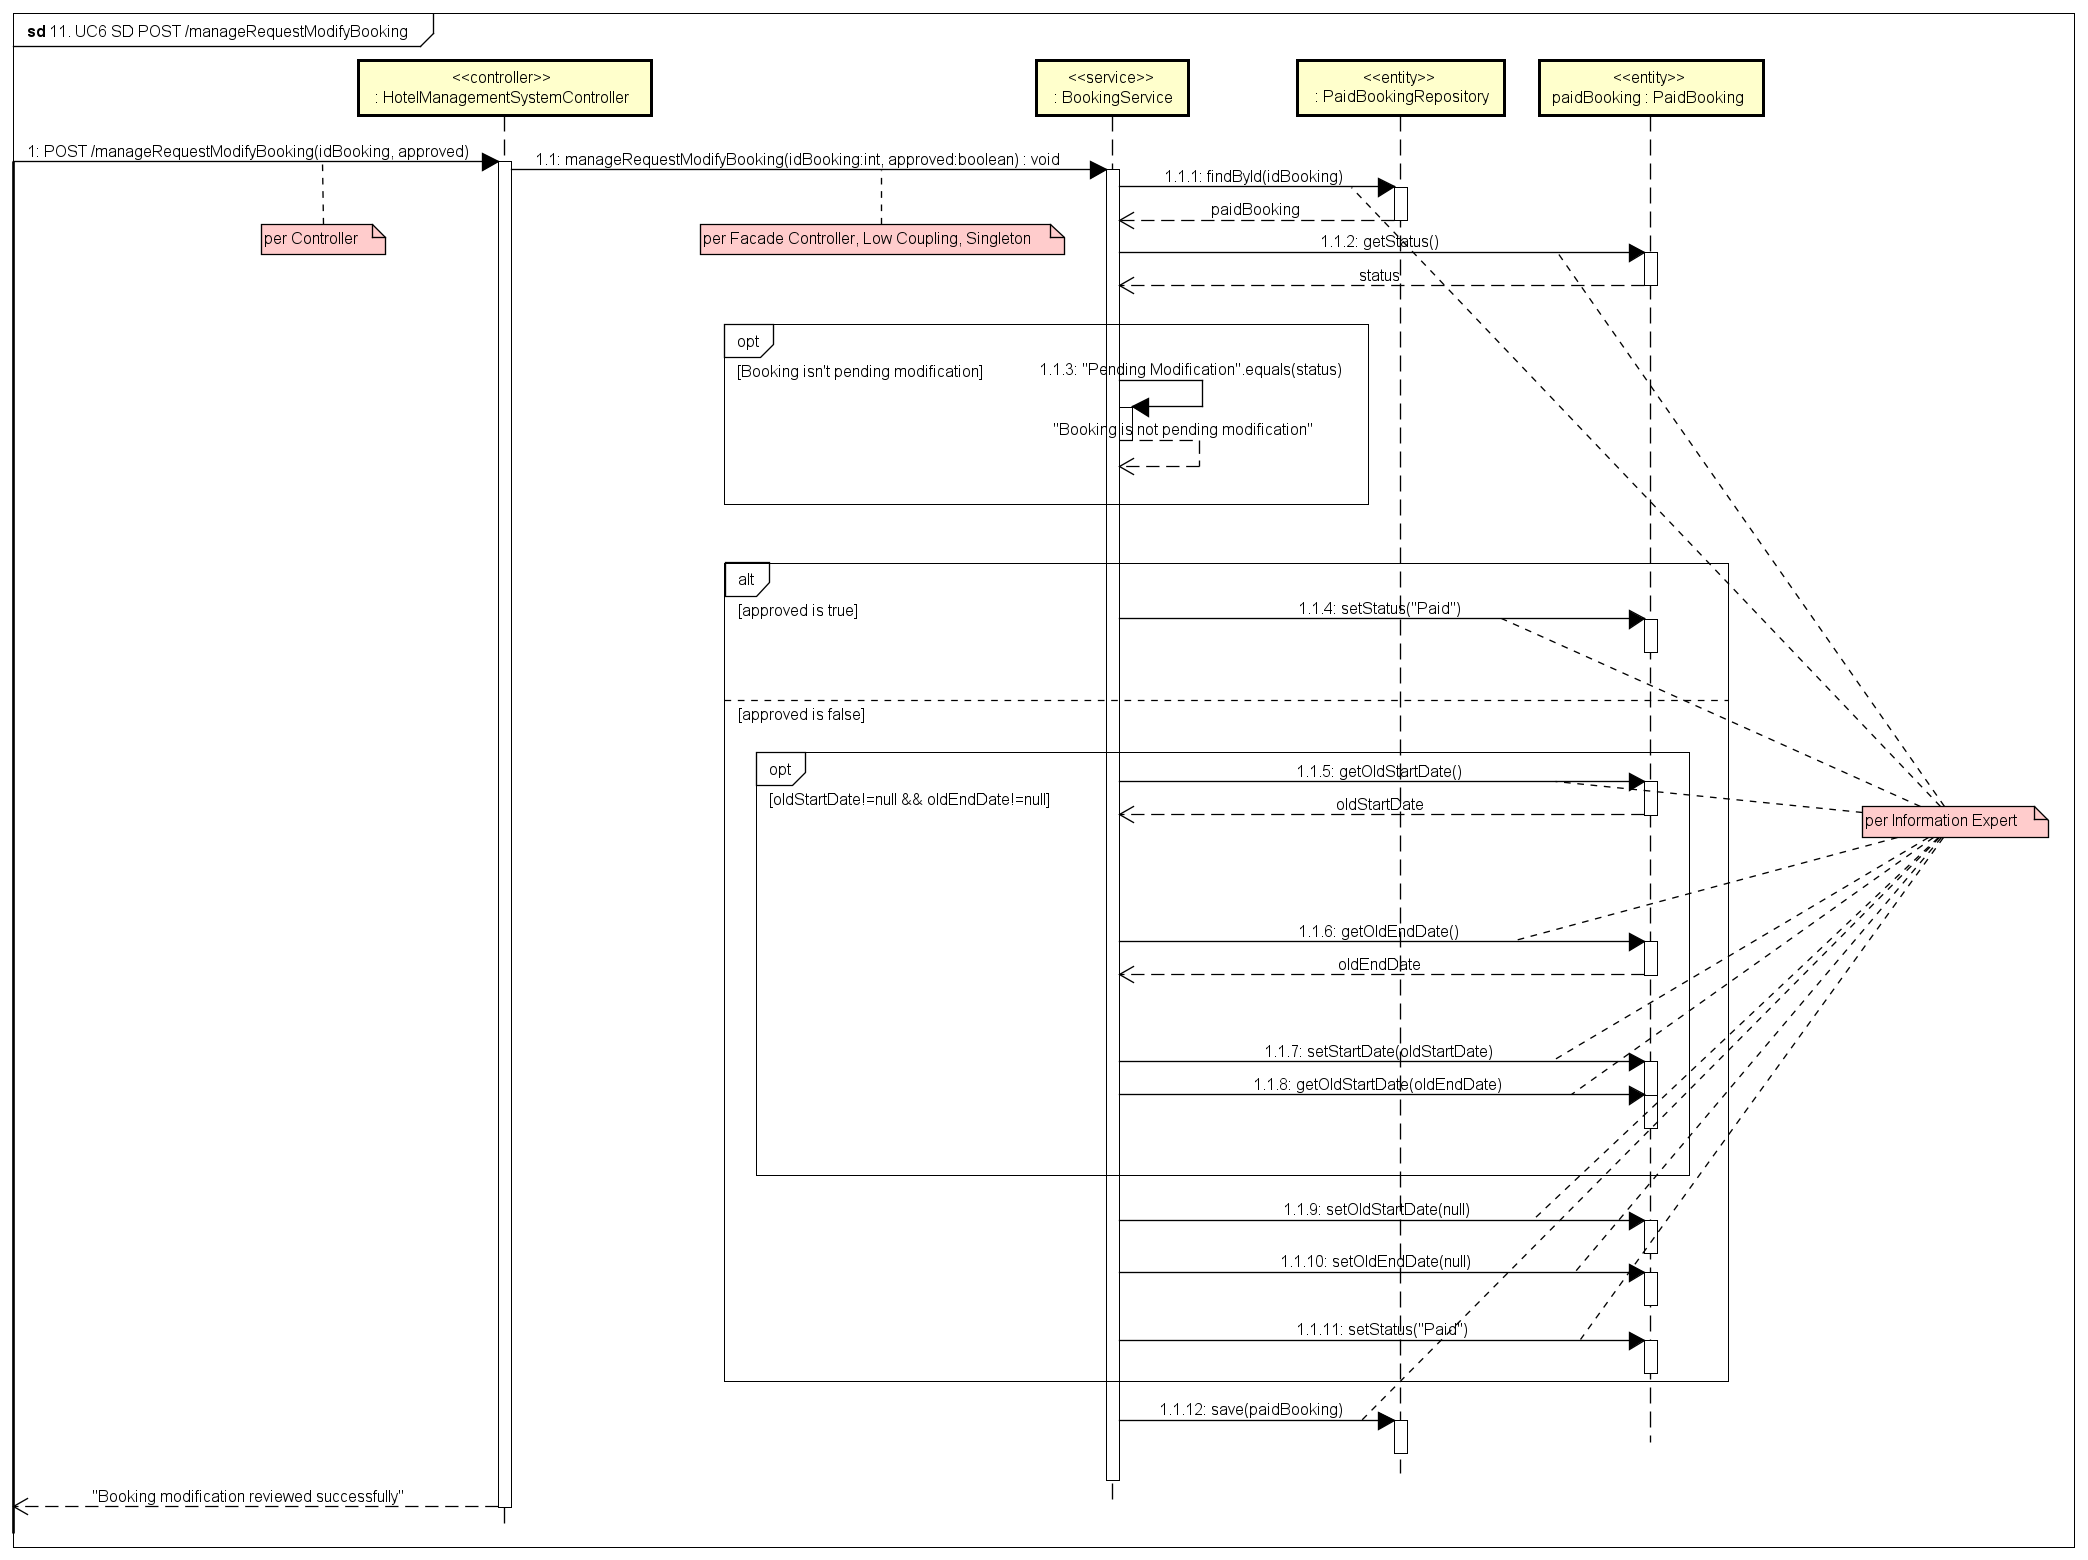 sd 11. UC6 SD POST /manageRequestModifyBooking
<<controller>>
: HotelManagementSystemController
<<service>>
: BookingService
<<entity>>
: PaidBookingRepository
<<entity>>
paidBooking : PaidBooking
1: POST /manageRequestModifyBooking(idBooking, approved)
1.1: manageRequestModifyBooking(idBooking:int, approved:boolean) : void
1.1.1: findById(idBooking)
paidBooking
per Controller
per Facade Controller, Low Coupling, Singleton
1.1.2: getStatus()
status
opt
[Booking isn't pending modification]
1.1.3: "Pending Modification".equals(status)
"Booking is not pending modification"
alt
[approved is true]
1.1.4: setStatus("Paid")
[approved is false]
opt
[oldStartDate!=null && oldEndDate!=null]
1.1.5: getOldStartDate()
oldStartDate
per Information Expert
1.1.6: getOldEndDate()
oldEndDate
1.1.7: setStartDate(oldStartDate)
1.1.8: getOldStartDate(oldEndDate)
1.1.9: setOldStartDate(null)
1.1.10: setOldEndDate(null)
1.1.11: setStatus("Paid")
1.1.12: save(paidBooking)
"Booking modification reviewed successfully"